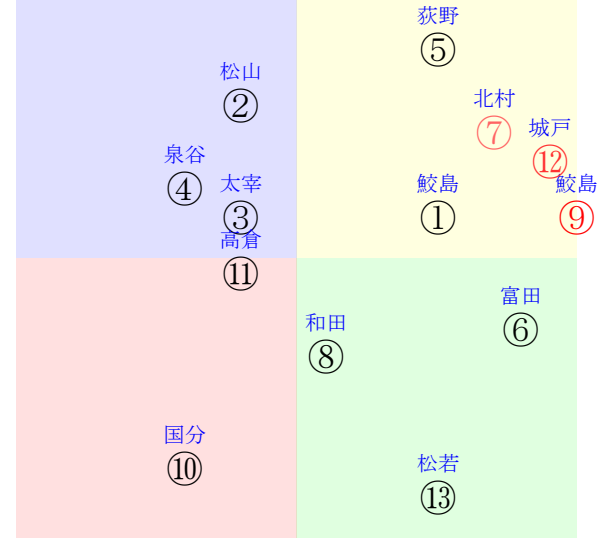 荻野
⑤
松山
②
北村
⑦
城戸
⑫
泉谷
④
太宰
③
鮫島
①
鮫島
⑨
高倉
⑪
富田
⑥
和田
⑧
国分
⑩
松若
⑬